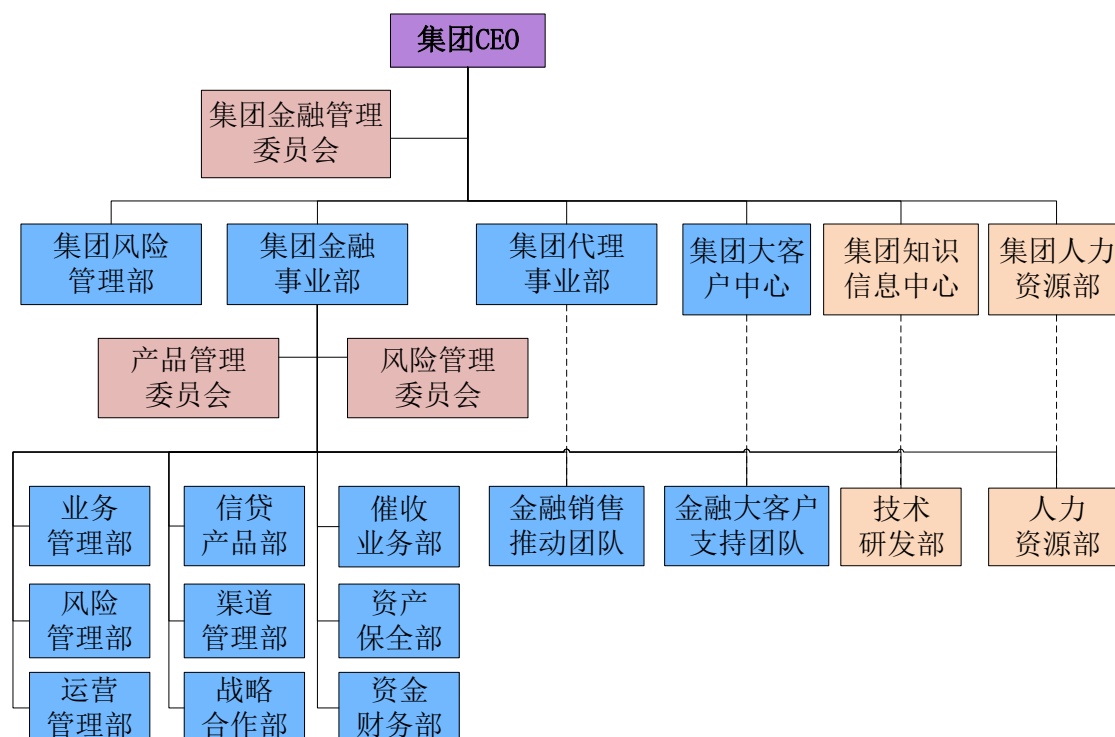 集团CEO
集团金融管理
委员会
集团风险
管理部
集团金融
事业部
集团代理
事业部
集团大客
户中心
集团知识
信息中心
集团人力
资源部
产品管理
委员会
风险管理
委员会
业务
管理部
信贷
产品部
催收
业务部
金融销售
推动团队
金融大客户
支持团队
技术
研发部
人力
资源部
风险
管理部
渠道
管理部
资产
保全部
运营
管理部
战略
合作部
资金
财务部